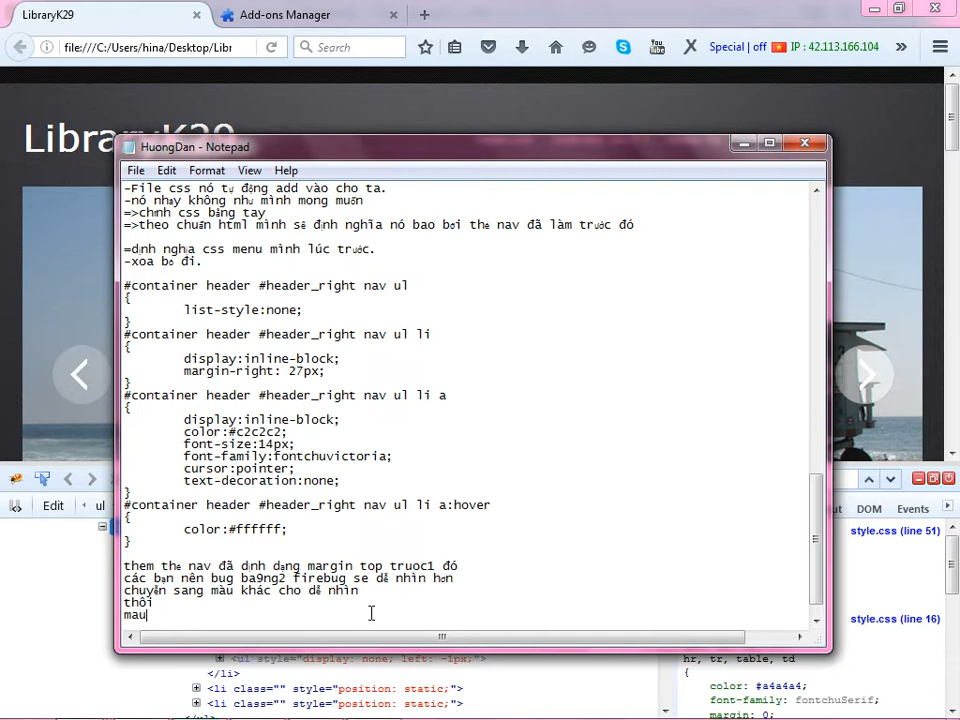 LibraryK29
Add-ons Manager
file:///C:/Users/hina/Desktop/Libr
Search
Special | off
IP : 42.113.166.104
HuongDan - Notepad
File Edit Format View Help
-File css nó tự động add vào cho ta.
-nó nhảy không như mình mong muốn
=>chỉnh css bằng tay
=>theo chuẩn html mình sẽ định nghĩa nó bao bởi thẻ nav đã làm trước đó
=định nghĩa css menu mình lúc trước.
-xoa bỏ đi.
#container header #header_right nav ul
{
list-style:none;
}
#container header #header_right nav ul li
{
display:inline-block;
margin-right: 27px;
}
#container header #header_right nav ul li a
{
display:inline-block;
color:#c2c2c2;
font-size:14px;
font-family:fontchuvictoria;
cursor:pointer;
text-decoration:none;
}
#container header #header_right nav ul li a:hover
{
color:#ffffff;
}
them thẻ nav đã định dạng margin top truoc1 đó
các bạn nên bug ba9ng2 firebug se dễ nhìn hơn
chuyển sang màu khác cho dễ nhìn
thôi
mau
Edit
ul
DOM
Events
style.css (line 51)
style.css (line 16)
<ul style="display: none; left: -1px;">
</li>
<li class="" style="position: static;">
<li class="" style="position: static;">
hr, tr, table, td
{
color: #a4a4a4;
font-family: fontchuSerif;
margin: 0;